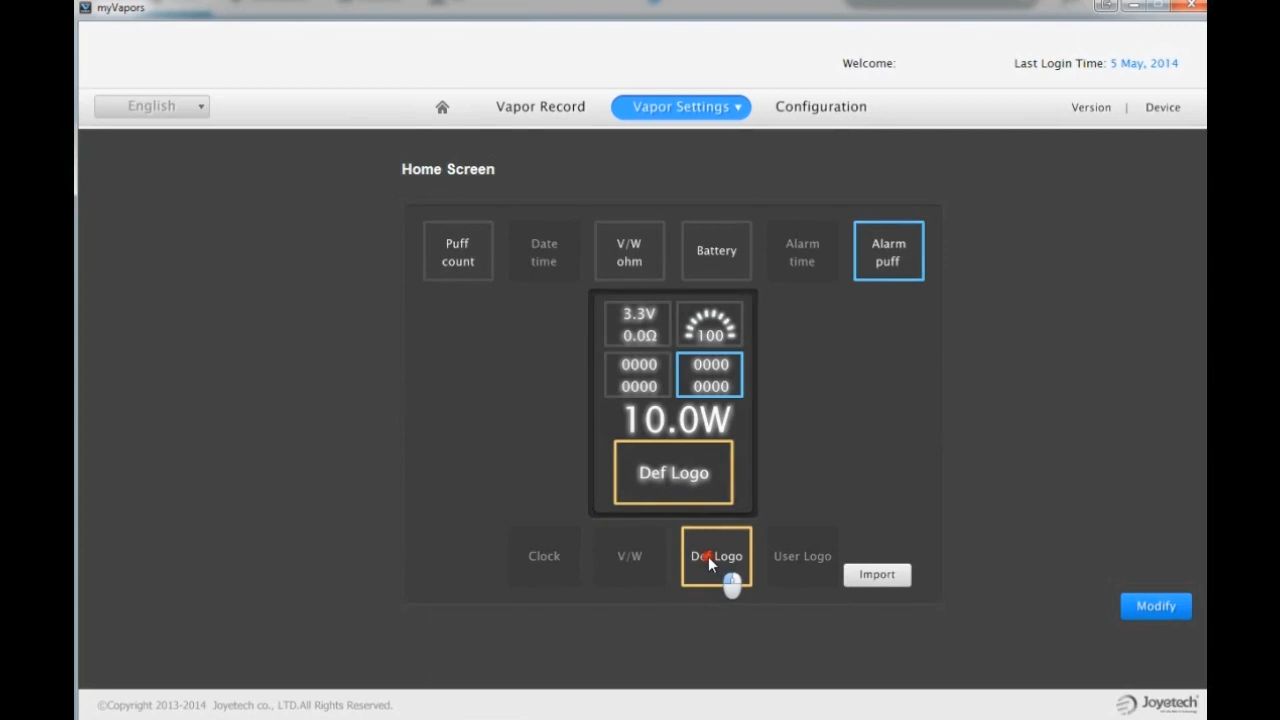 myVapors
Welcome:
Last Login Time: 5 May, 2014
English
Vapor Record
Vapor Settings
Configuration
Version | Device
Home Screen
Puff
count
Date
time
V/W
ohm
Battery
Alarm
time
Alarm
puff
3.3V
0.0Ω
100
0000
0000
0000
0000
10.0W
Def Logo
Clock
V/W
Def Logo
User Logo
Import
Modify
©Copyright 2013-2014 Joyetech co., LTD.All Rights Reserved.
Joyetech